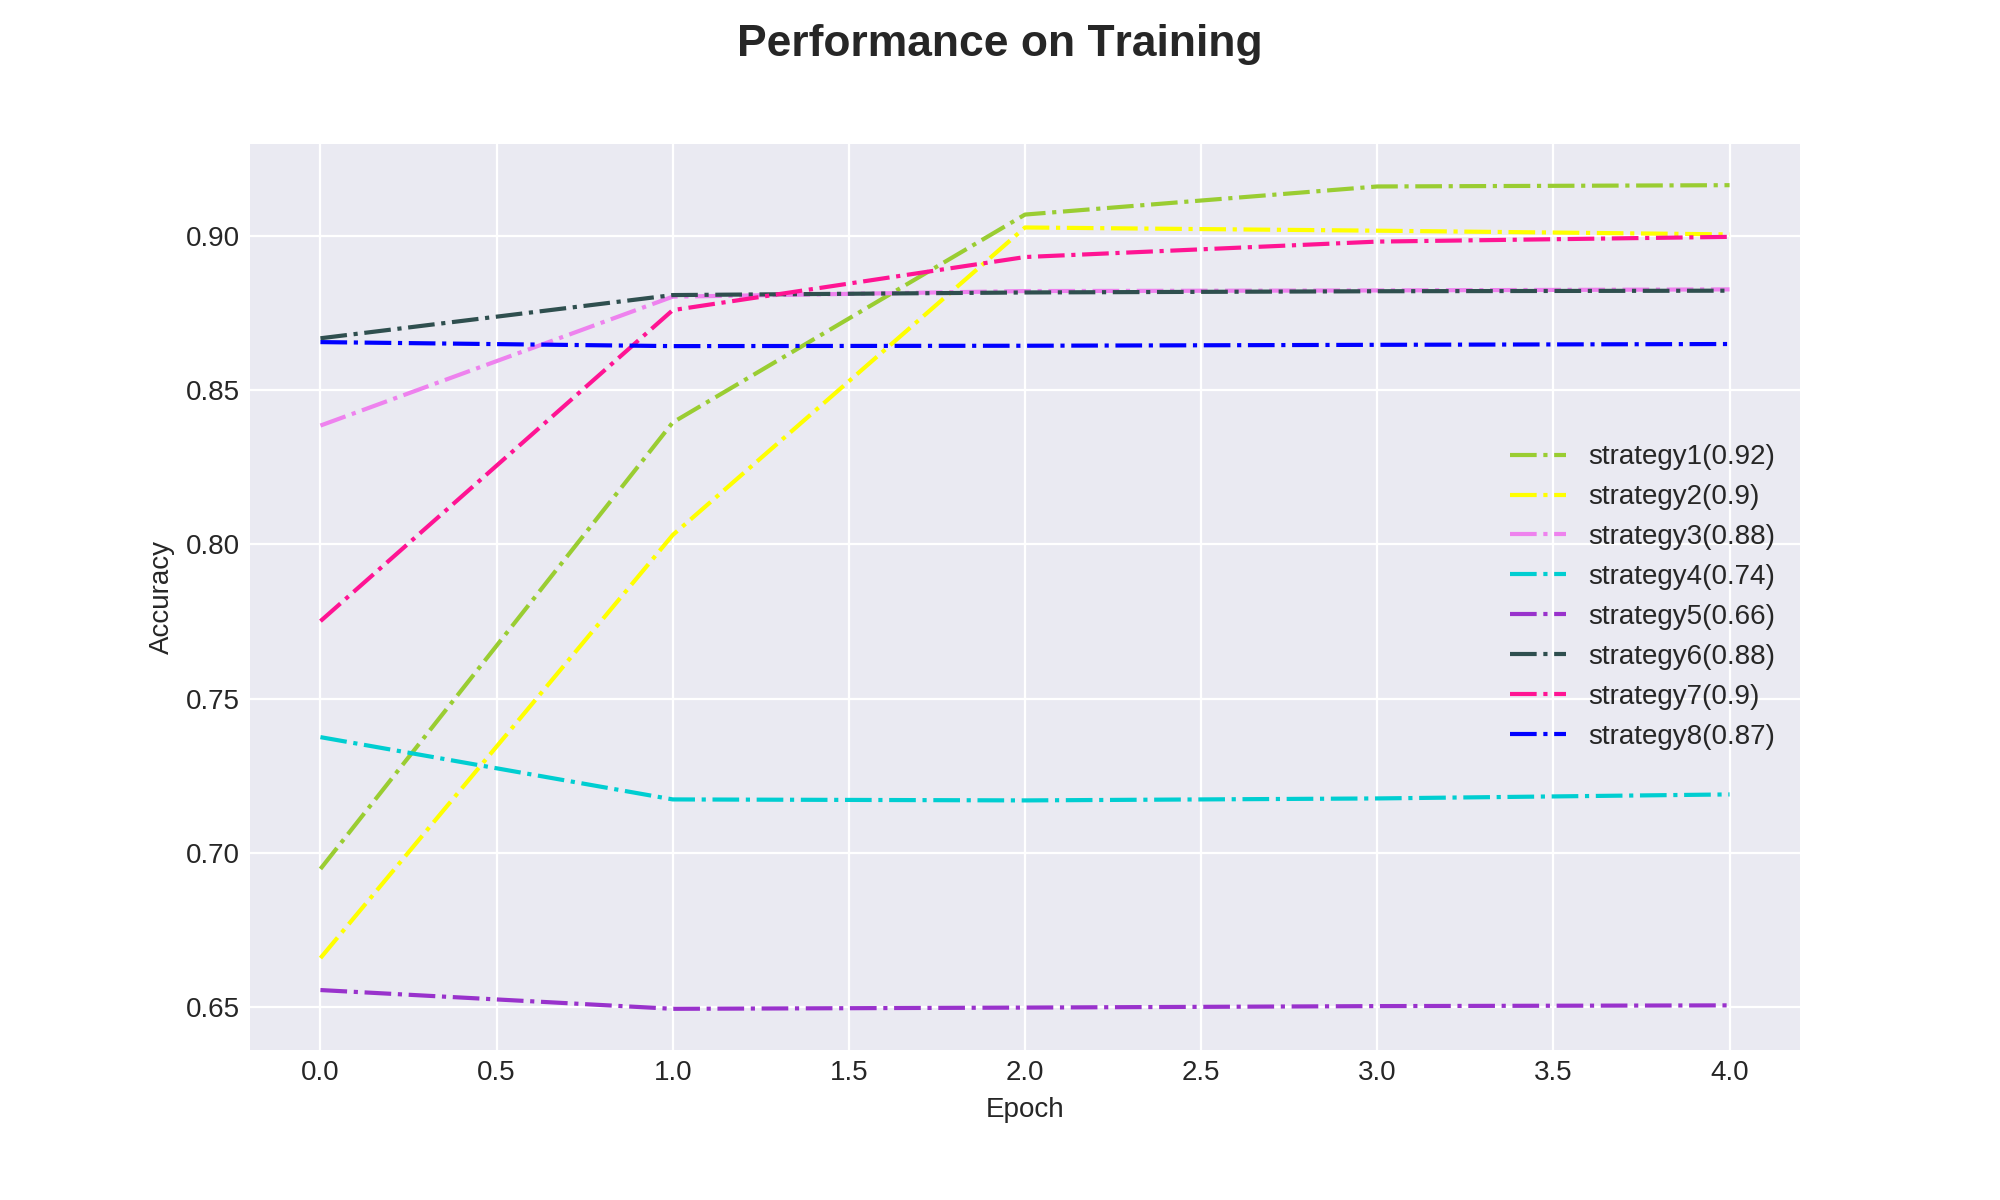 Performance on Training
0.90
0.85
0.80
0.75
0.70
0.65
Accuracy
strategy1(0.92)
strategy2(0.9)
strategy3(0.88)
strategy4(0.74)
strategy5(0.66)
strategy6(0.88)
strategy7(0.9)
strategy8(0.87)
0.0 0.5 1.0 1.5 2.0 2.5 3.0 3.5 4.0
Epoch